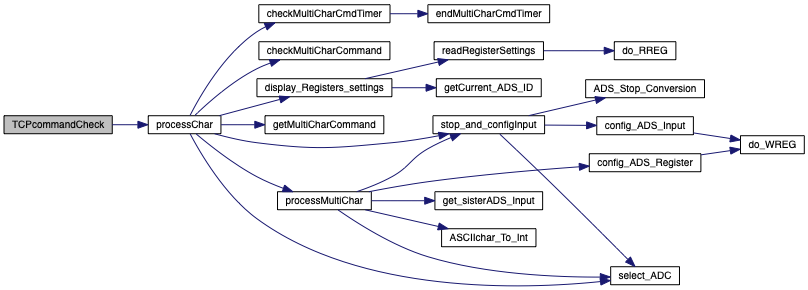 TCPcommandCheck
processChar
checkMultiCharCmdTimer
endMultiCharCmdTimer
checkMultiCharCommand
display_Registers_settings
readRegisterSettings
do_RREG
getCurrent_ADS_ID
getMultiCharCommand
stop_and_configInput
ADS_Stop_Conversion
config_ADS_Input
do_WREG
config_ADS_Register
processMultiChar
get_sisterADS_Input
ASCIIchar_To_Int
select_ADC